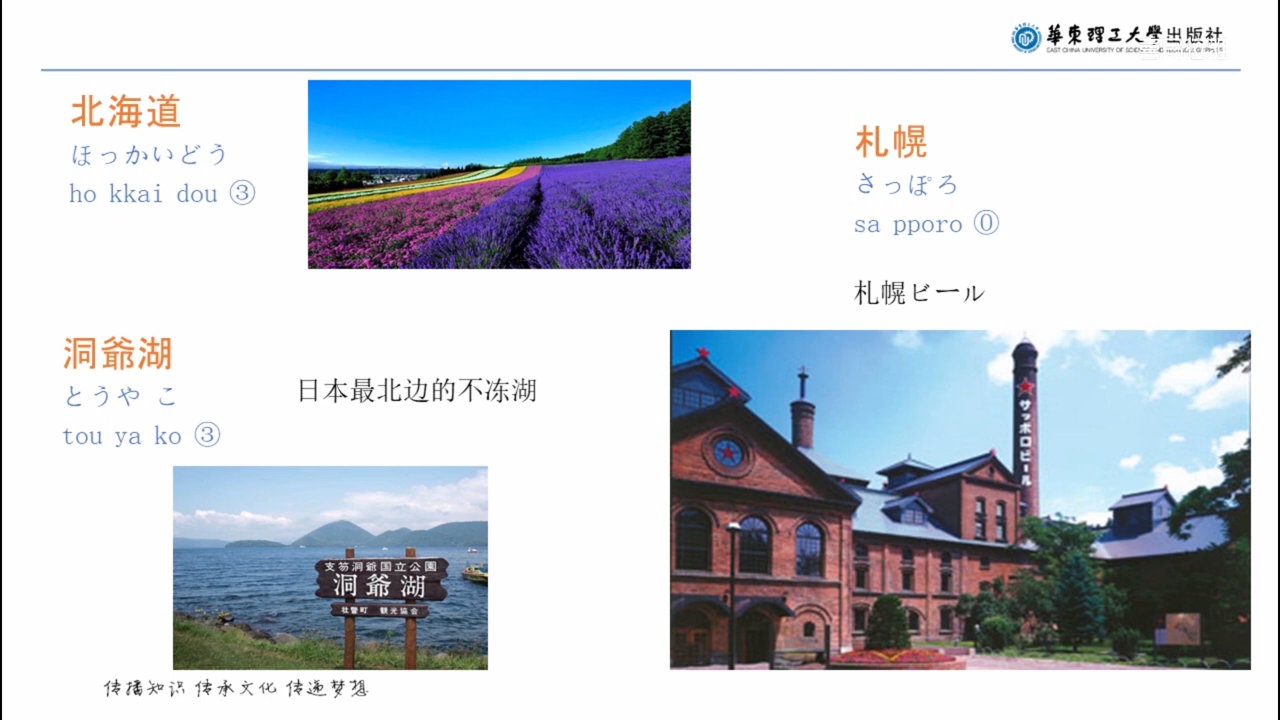 華東理工大學出版社
北海道
ほっかいどう
ho kkai dou ③
札幌
さっぽろ
sa pporo ⓪
札幌ビール
洞爺湖
とうや こ
tou ya ko ③
日本最北边的不冻湖
サッポロビール
支笏洞爺国立公園
洞爺湖
壮瞥町 観光協会
传播知识 传承文化 传递梦想